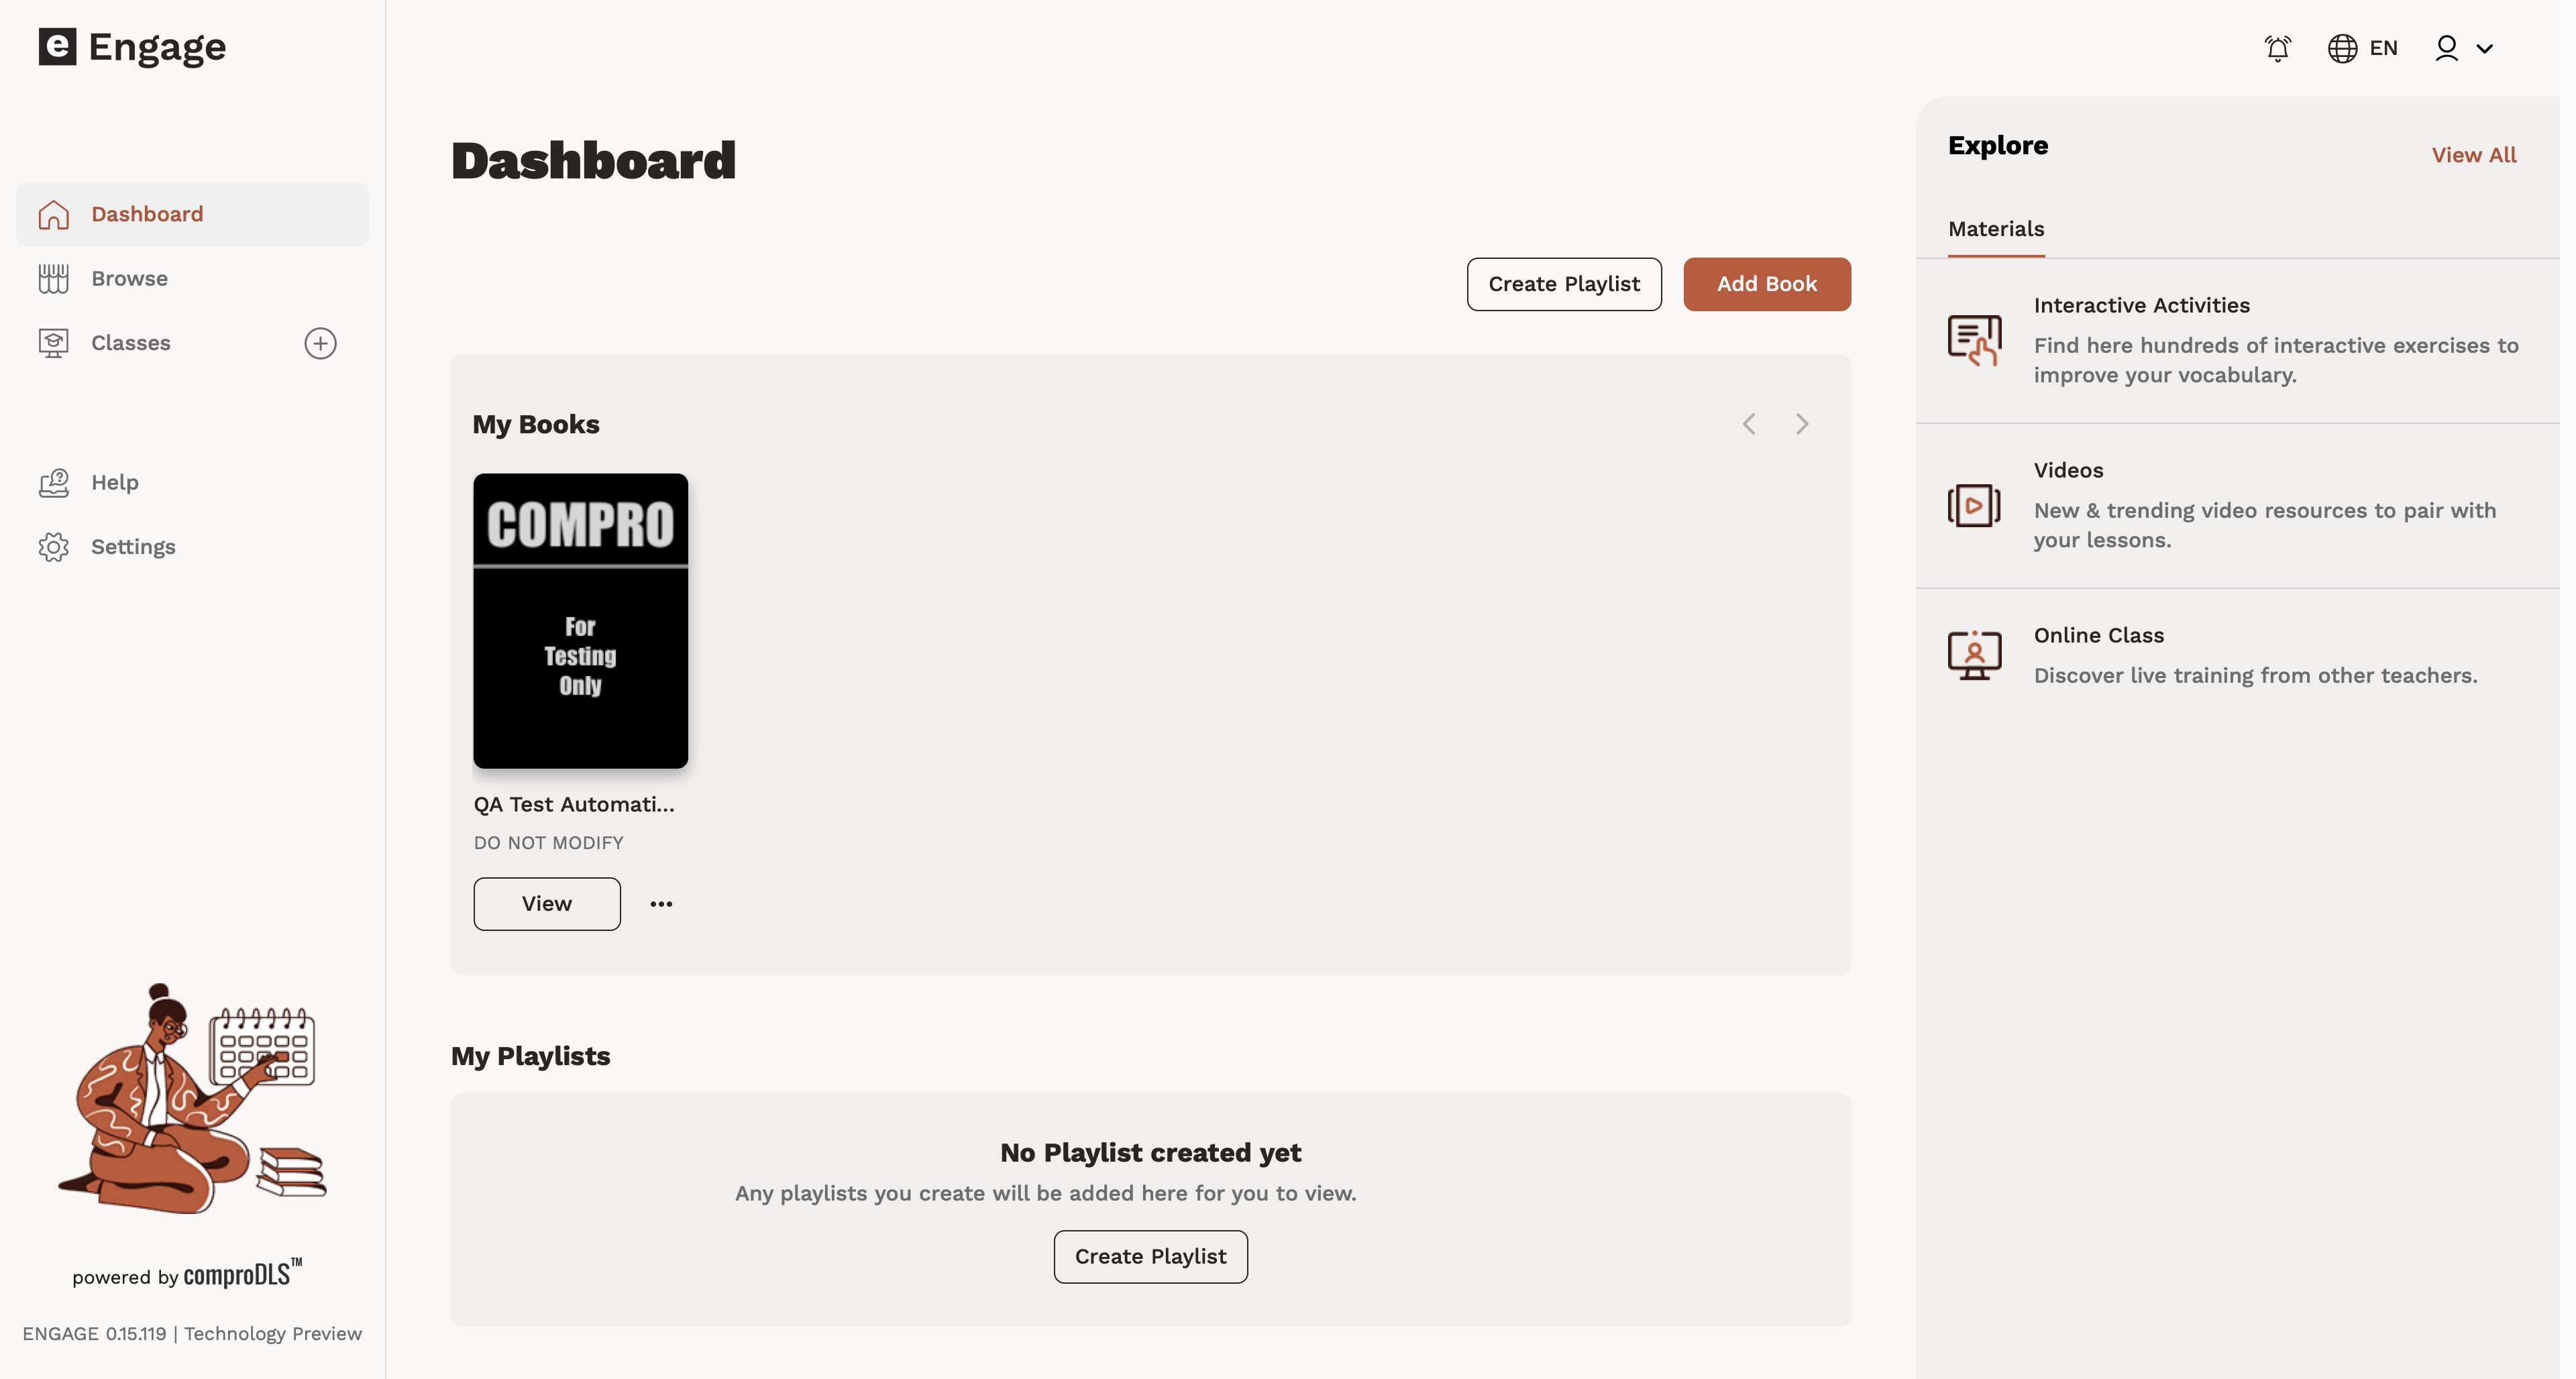 e Engage
EN
Dashboard
Browse
Classes
Help
Settings
powered by comproDLS™
ENGAGE 0.15.119 | Technology Preview
Dashboard
Create Playlist
Add Book
My Books
COMPRO
For
Testing
Only
QA Test Automati...
DO NOT MODIFY
View
My Playlists
No Playlist created yet
Any playlists you create will be added here for you to view.
Create Playlist
Explore
View All
Materials
Interactive Activities
Find here hundreds of interactive exercises to
improve your vocabulary.
Videos
New & trending video resources to pair with
your lessons.
Online Class
Discover live training from other teachers.